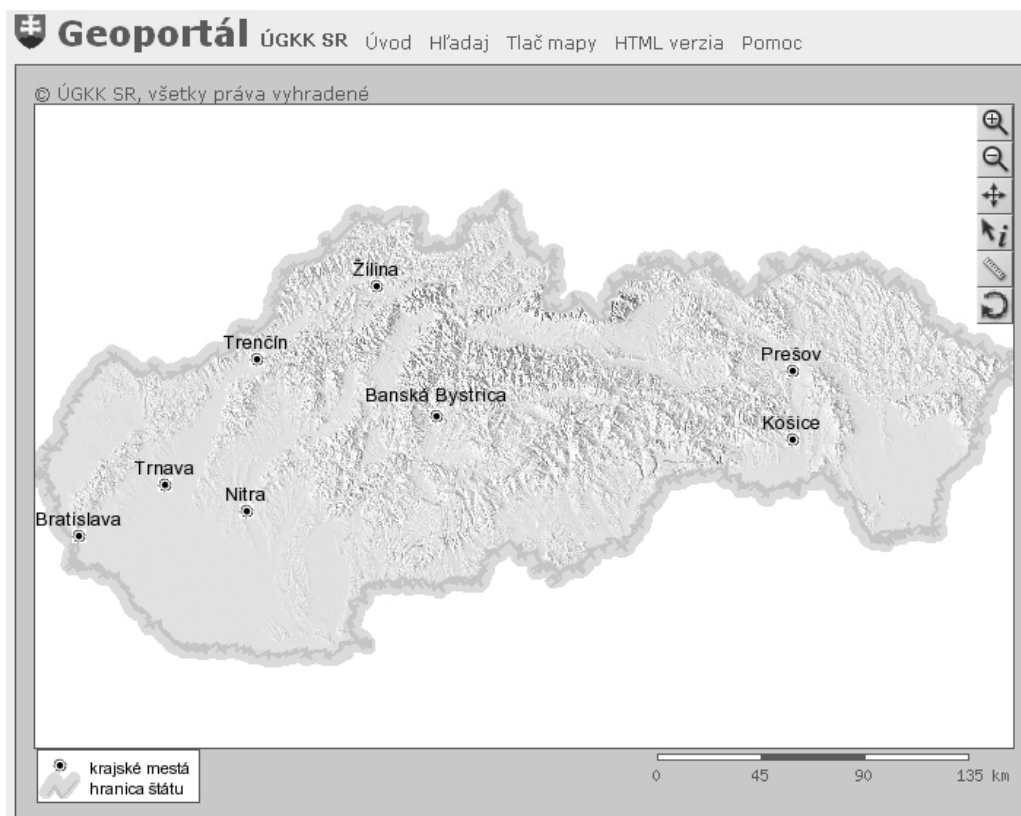 Geoportál ÚGKK SR Úvod Hľadaj Tlač mapy HTML verzia Pomoc
© ÚGKK SR, všetky práva vyhradené
Žilina
Trenčín
Prešov
Banská Bystrica
Košice
Trnava
Nitra
Bratislava
krajské mestá
hranica štátu
0 45 90 135 km